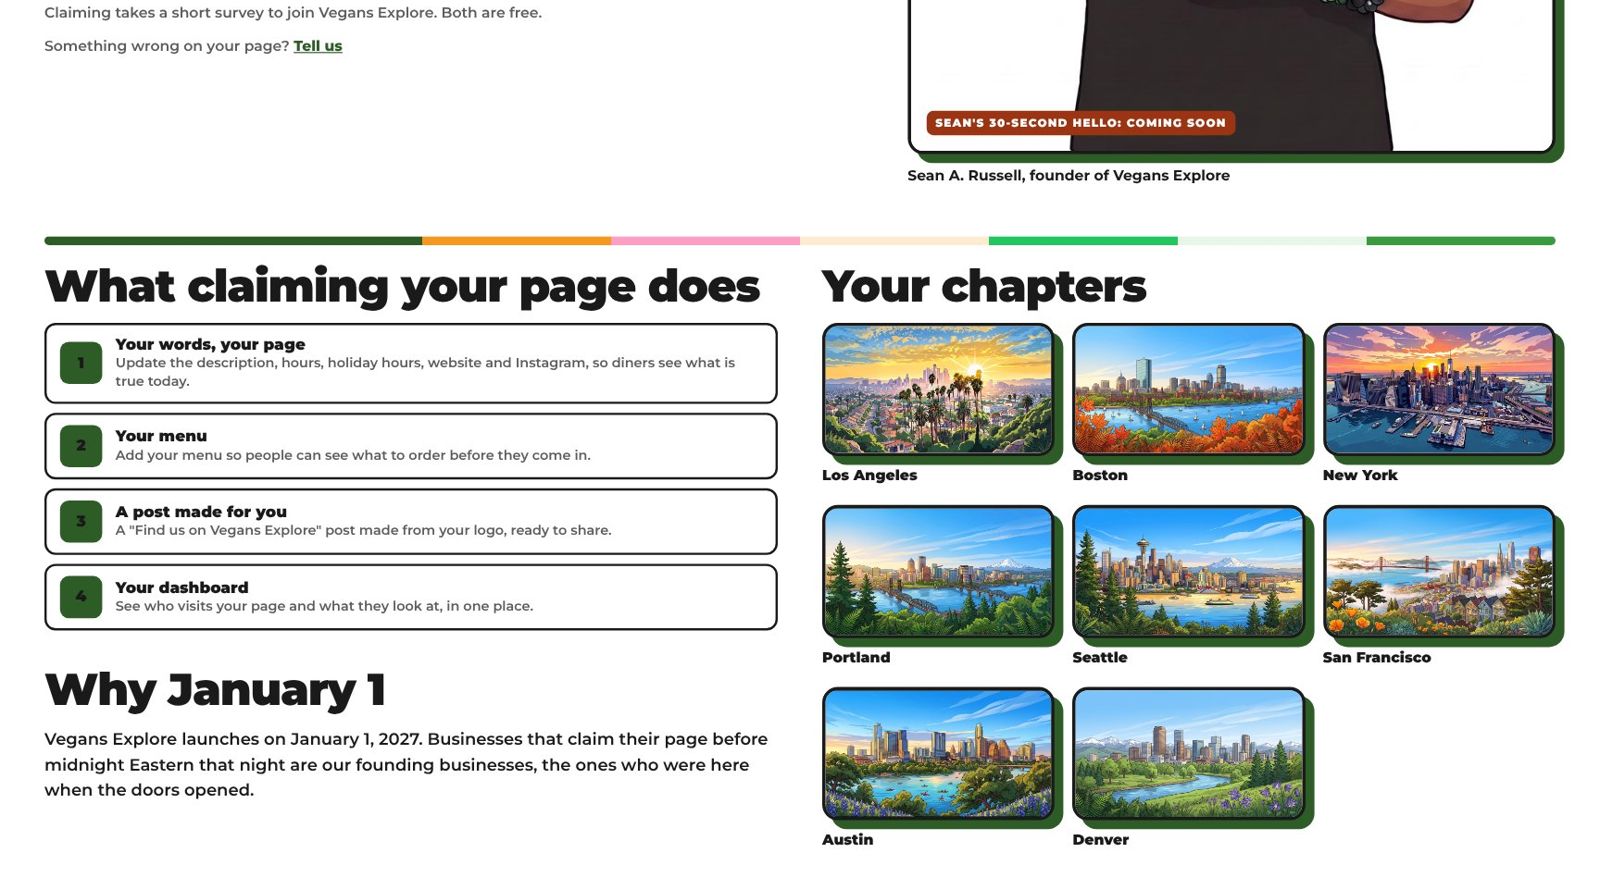 Claiming takes a short survey to join Vegans Explore. Both are free.
Something wrong on your page? Tell us
SEAN'S 30-SECOND HELLO: COMING SOON
Sean A. Russell, founder of Vegans Explore
What claiming your page does
1
Your words, your page
Update the description, hours, holiday hours, website and Instagram, so diners see what is
true today.
2
Your menu
Add your menu so people can see what to order before they come in.
3
A post made for you
A "Find us on Vegans Explore" post made from your logo, ready to share.
4
Your dashboard
See who visits your page and what they look at, in one place.
Why January 1
Vegans Explore launches on January 1, 2027. Businesses that claim their page before
midnight Eastern that night are our founding businesses, the ones who were here
when the doors opened.
Your chapters
Los Angeles
Boston
New York
Portland
Seattle
San Francisco
Austin
Denver